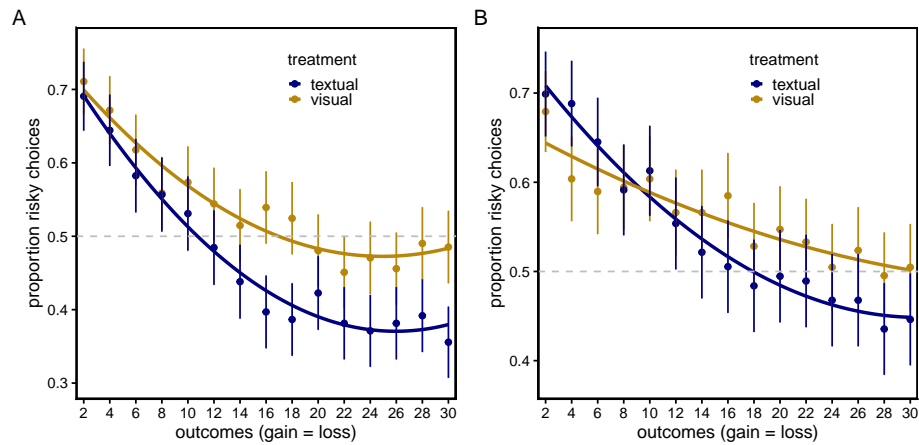 A
proportion risky choices
0.7
0.6
0.5
0.4
0.3
treatment
textual
visual
2 4 6 8 10 12 14 16 18 20 22 24 26 28 30
outcomes (gain = loss)
B
proportion risky choices
0.7
0.6
0.5
0.4
treatment
textual
visual
2 4 6 8 10 12 14 16 18 20 22 24 26 28 30
outcomes (gain = loss)